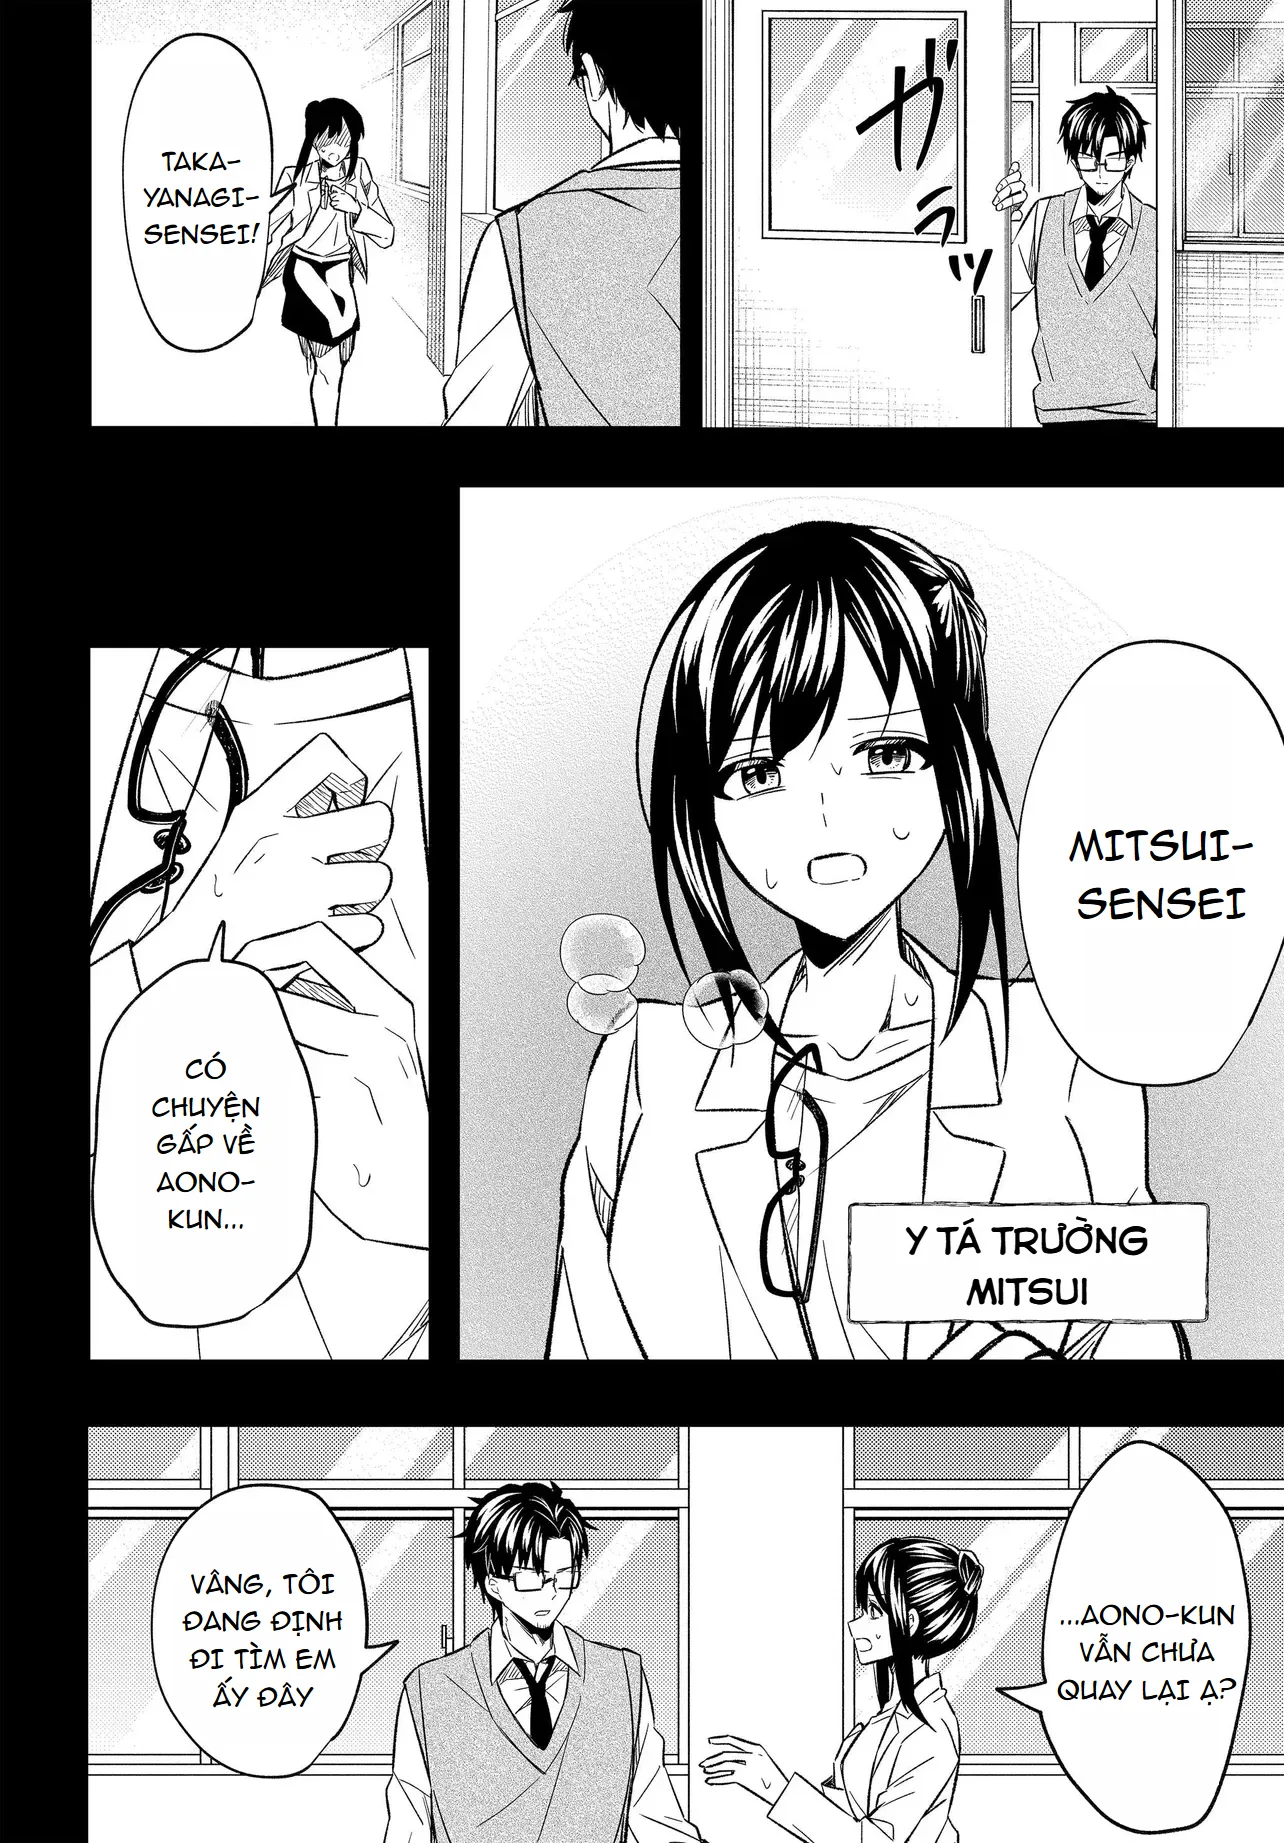 ガラッ
TAKA-
YANAGI-
SENSEI!
MITSUI-
SENSEI
Y TÁ TRƯỜNG
MITSUI
CÓ
CHUYỆN
GẤP VỀ
AONO-
KUN...
...AONO-KUN
VẪN CHƯA
QUAY LẠI Ạ?
VÂNG, TÔI
ĐANG ĐỊNH
ĐI TÌM EM
ẤY ĐÂY